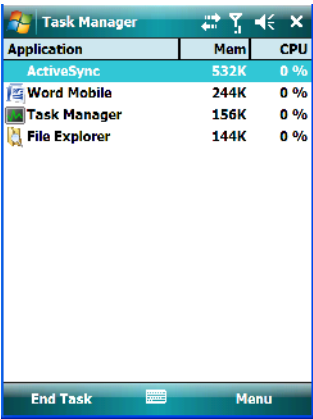 Task Manager
Application Mem CPU
ActiveSync 532K 0 %
Word Mobile 244K 0 %
Task Manager 156K 0 %
File Explorer 144K 0 %
End Task Menu